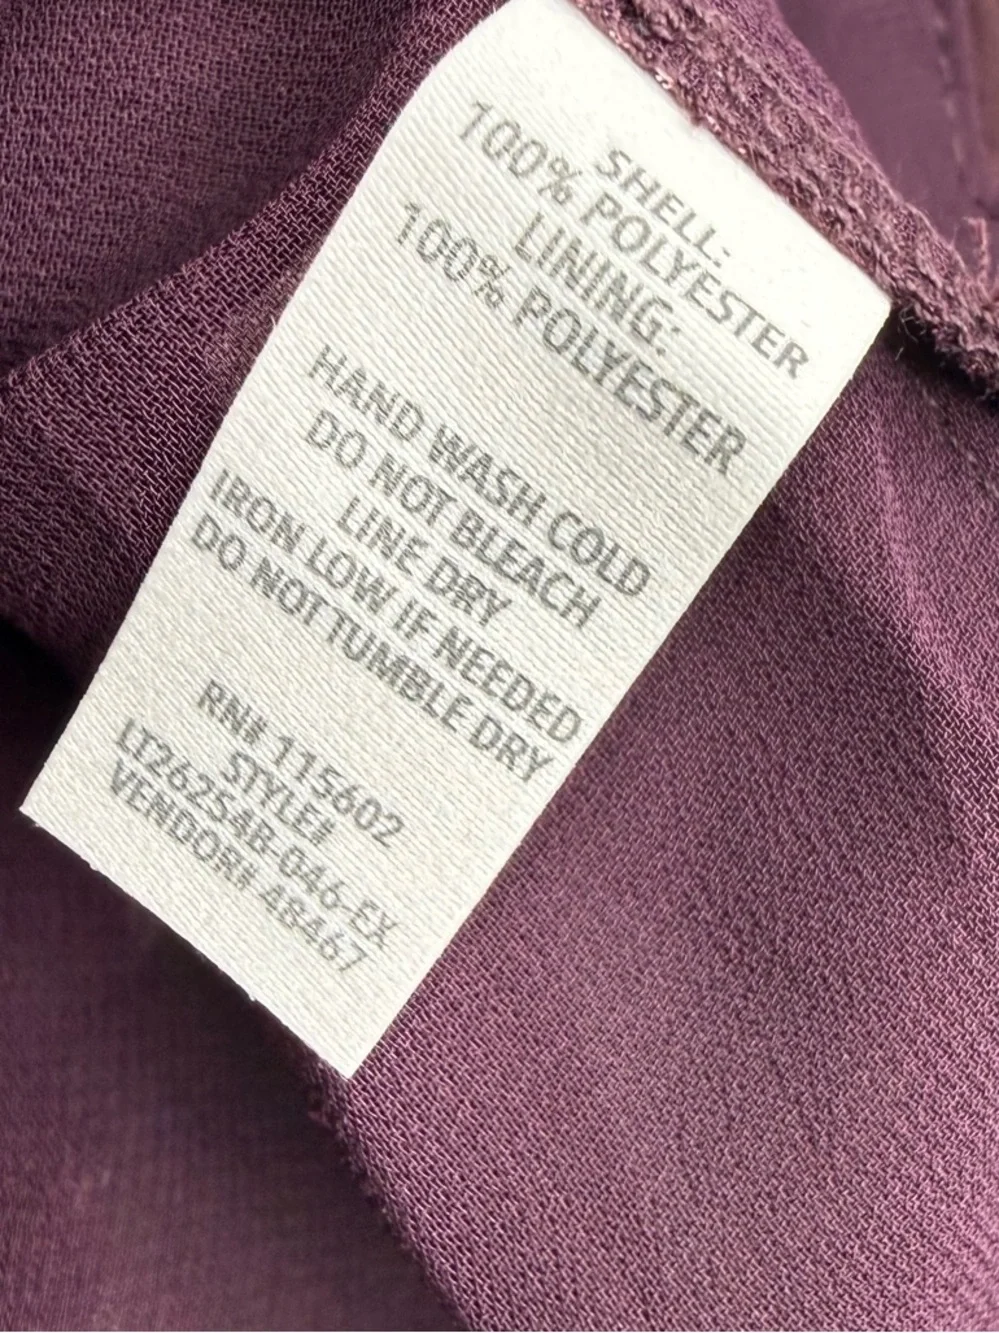 SHELL:
100% POLYESTER
LINING:
100% POLYESTER
HAND WASH COLD
DO NOT BLEACH
LINE DRY
IRON LOW IF NEEDED
DO NOT TUMBLE DRY
RN# 115602
STYLE#
LT26254B-046-EX
VENDOR# 48467